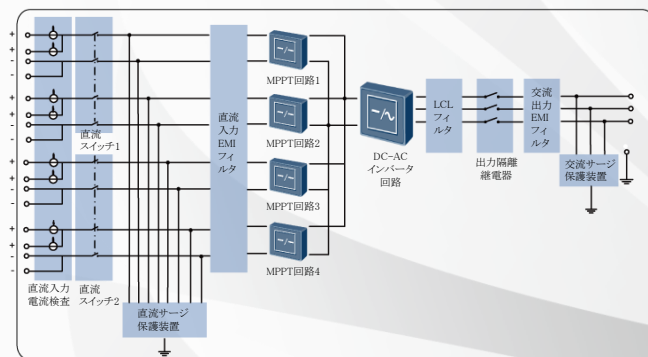 +
+
-
-
+
+
-
-
+
+
-
-
+
+
-
-
直流入力
電流検査
直流
スイッチ1
直流
スイッチ2
直流サージ
保護装置
直流
入力
EMI
フィ
ルタ
MPPT回路1
MPPT回路2
MPPT回路3
MPPT回路4
DC-AC
インバータ
回路
LCL
フィ
ルタ
出力隔離
継電器
交流
出力
EMI
フィ
ルタ
交流サージ
保護装置